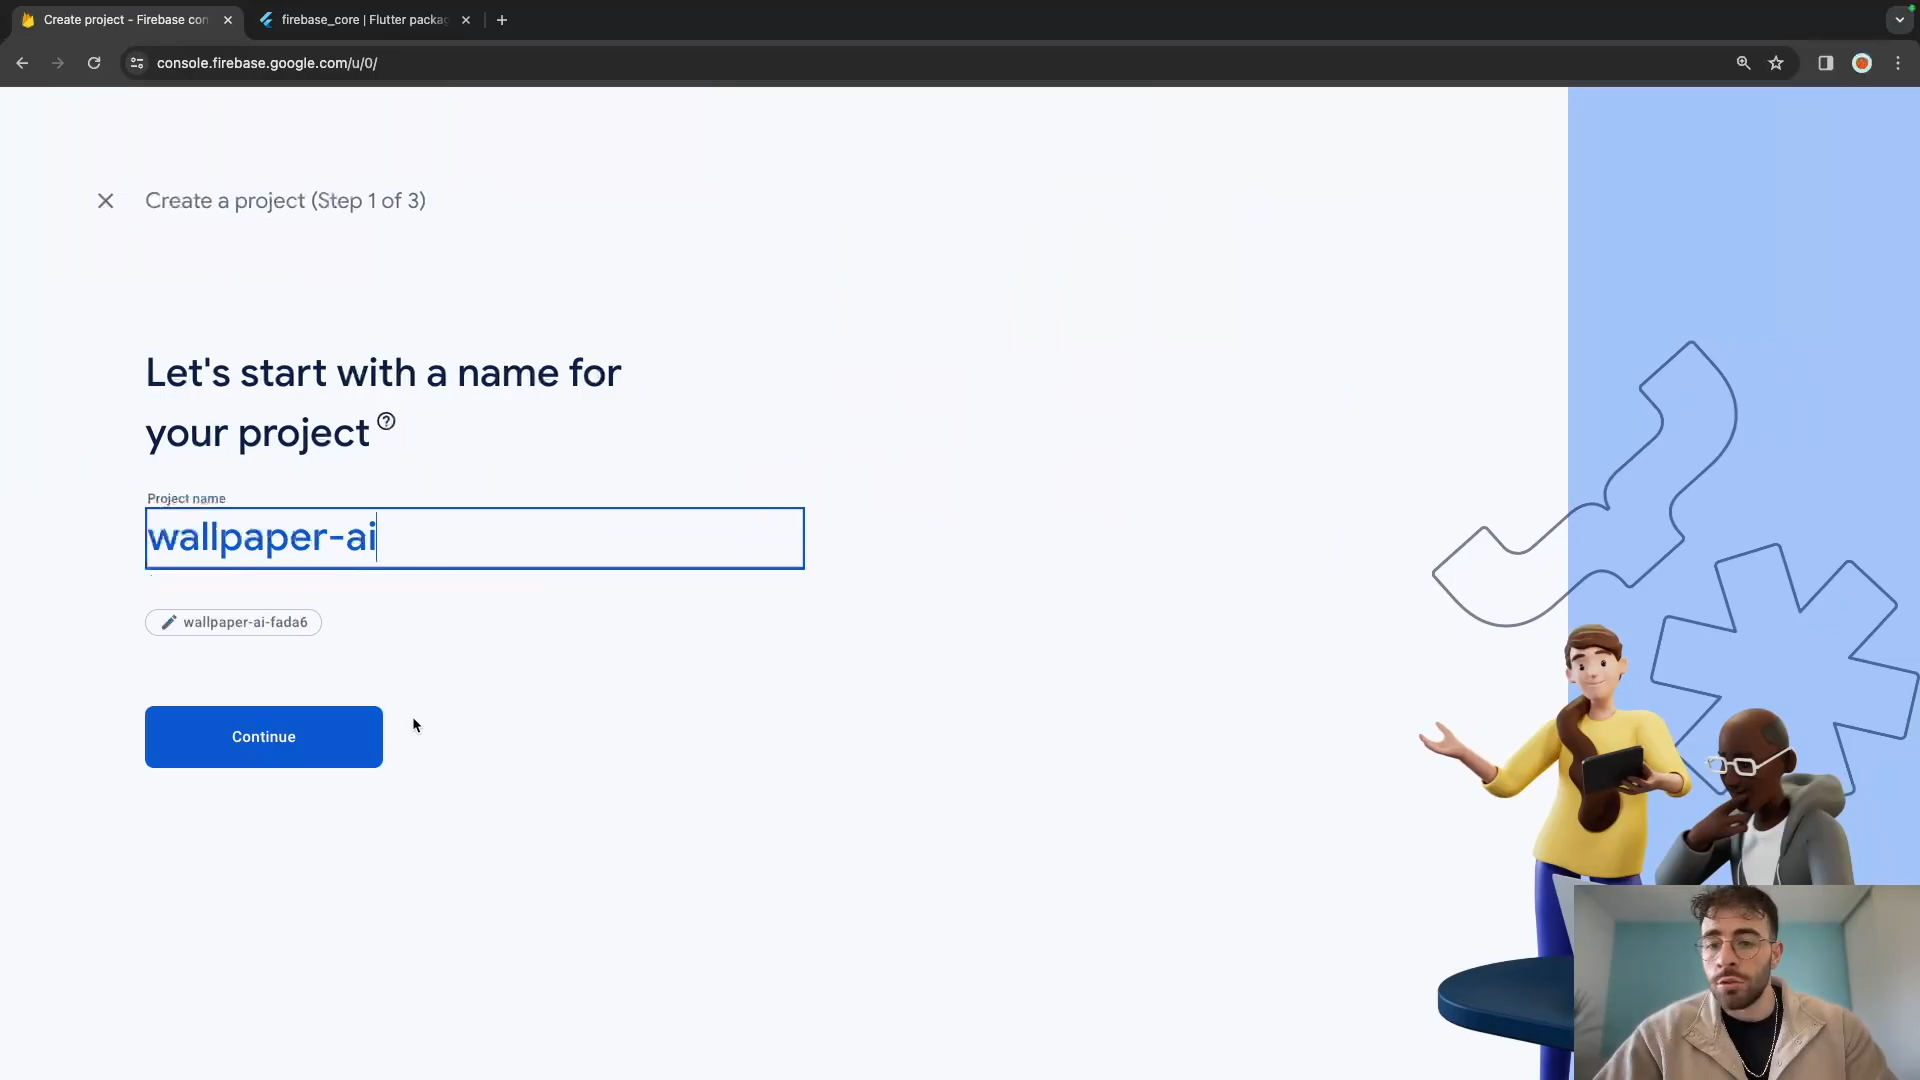 Create project - Firebase con
firebase_core | Flutter packag
console.firebase.google.com/u/0/
Create a project (Step 1 of 3)
Let's start with a name for
your project
Project name
wallpaper-ai
wallpaper-ai-fada6
Continue